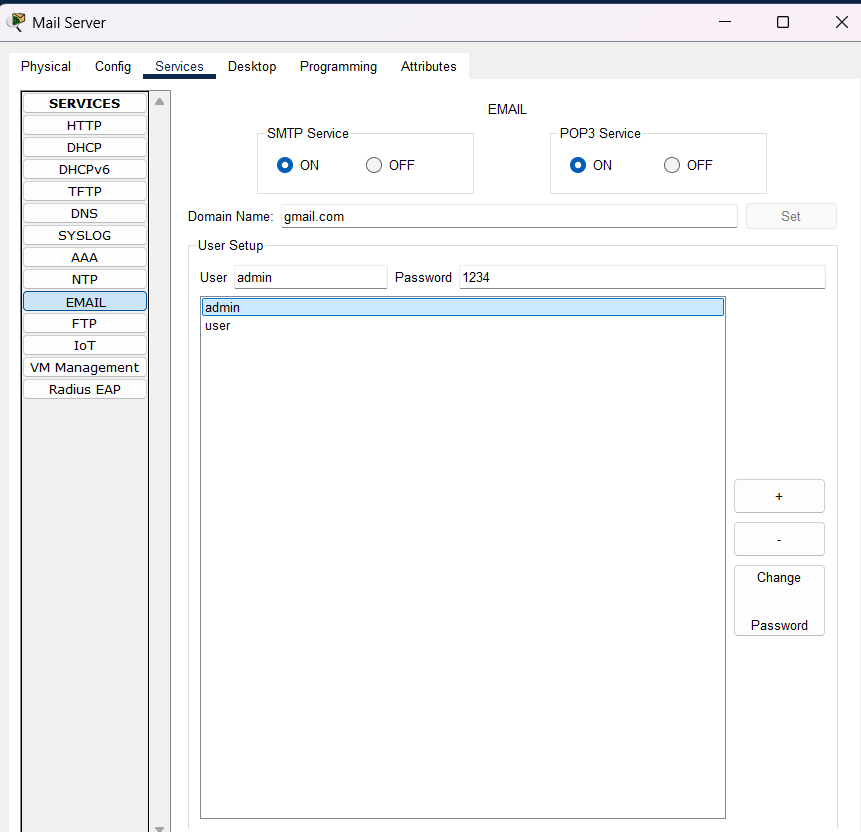 Mail Server
Physical Config Services Desktop Programming Attributes
SERVICES
HTTP
DHCP
DHCPv6
TFTP
DNS
SYSLOG
AAA
NTP
EMAIL
FTP
IoT
VM Management
Radius EAP
EMAIL
SMTP Service
ON OFF
POP3 Service
ON OFF
Domain Name: gmail.com Set
User Setup
User admin Password 1234
admin
user
+
-
Change
Password